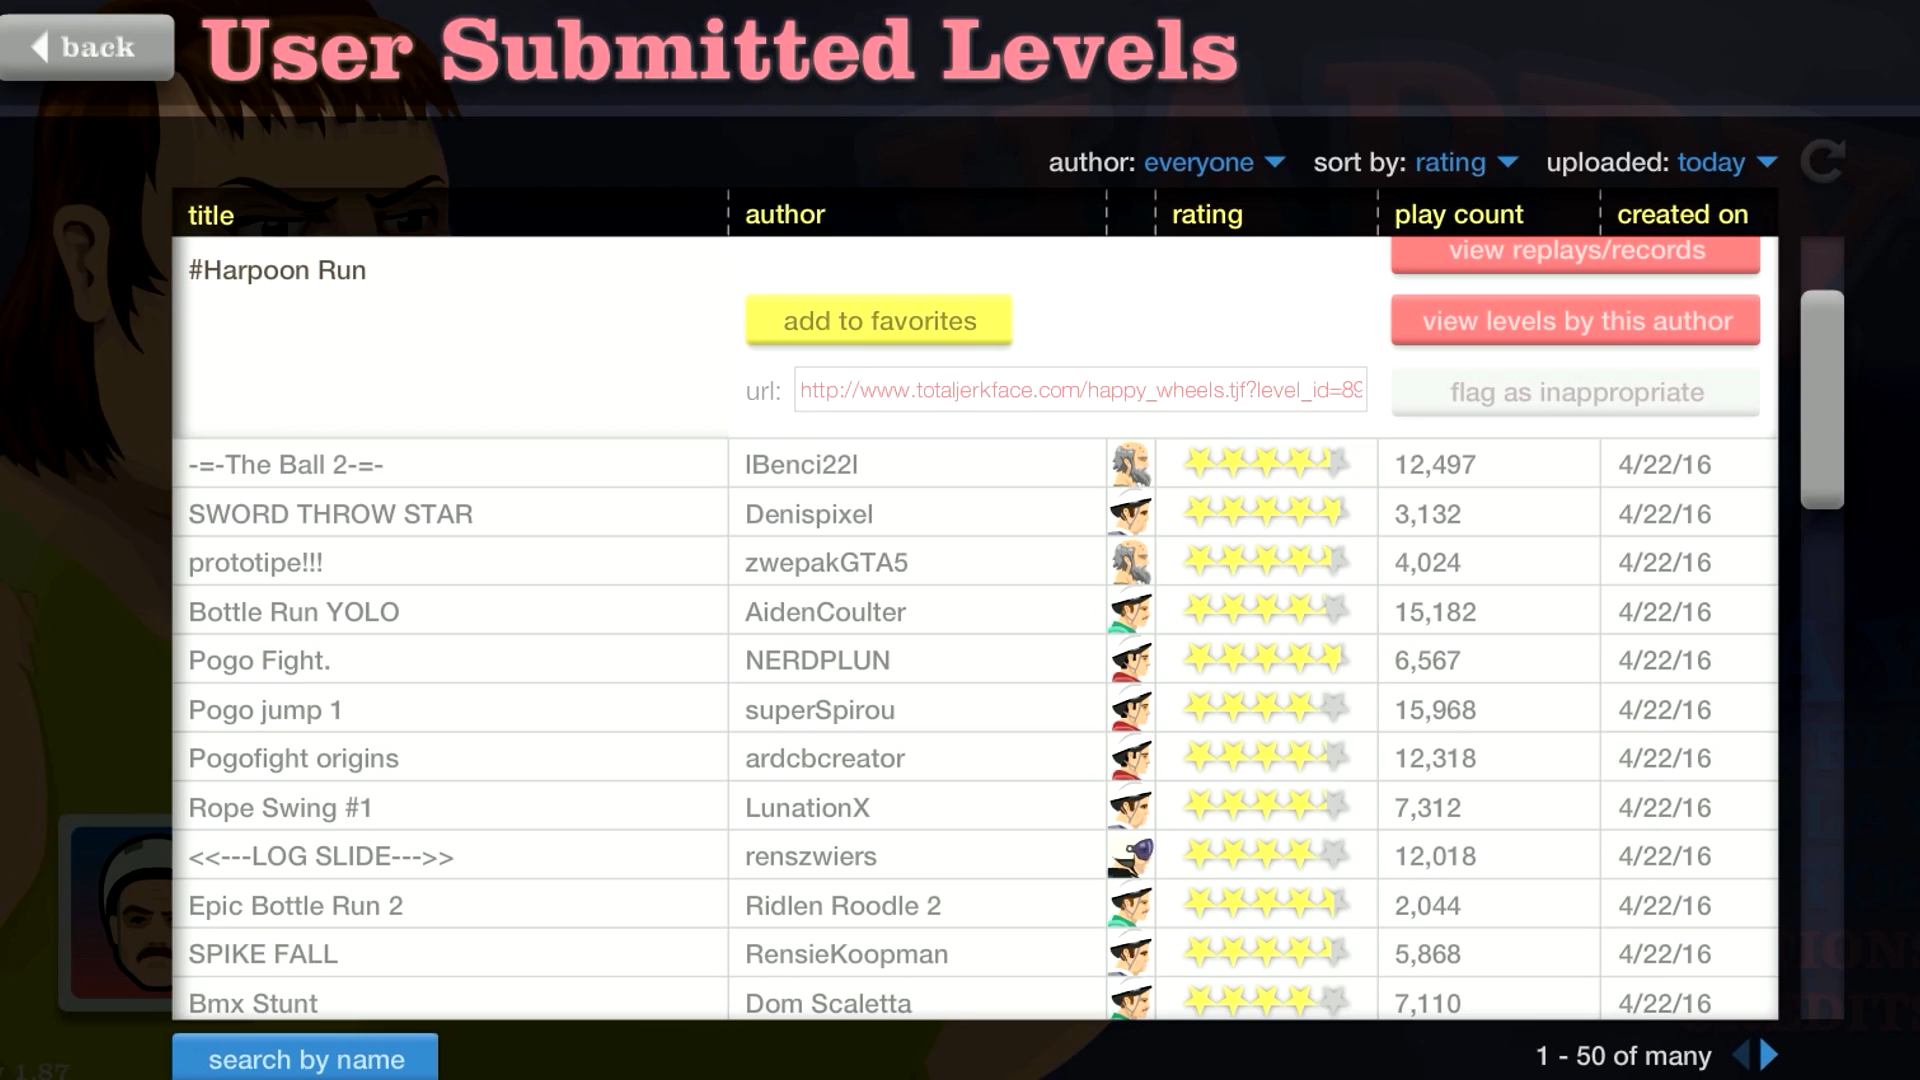 back
User Submitted Levels
author: everyone sort by: rating uploaded: today
title author rating play count created on
#Harpoon Run
view replays/records
add to favorites
view levels by this author
url: http://www.totaljerkface.com/happy_wheels.tjf?level_id=89
flag as inappropriate
-=-The Ball 2-=- lBenci22l 12,497 4/22/16
SWORD THROW STAR Denispixel 3,132 4/22/16
prototipe!!! zwepakGTA5 4,024 4/22/16
Bottle Run YOLO AidenCoulter 15,182 4/22/16
Pogo Fight. NERDPLUN 6,567 4/22/16
Pogo jump 1 superSpirou 15,968 4/22/16
Pogofight origins ardcbcreator 12,318 4/22/16
Rope Swing #1 LunationX 7,312 4/22/16
<<---LOG SLIDE--->> renszwiers 12,018 4/22/16
Epic Bottle Run 2 Ridlen Roodle 2 2,044 4/22/16
SPIKE FALL RensieKoopman 5,868 4/22/16
Bmx Stunt Dom Scaletta 7,110 4/22/16
search by name
1 - 50 of many
1.87